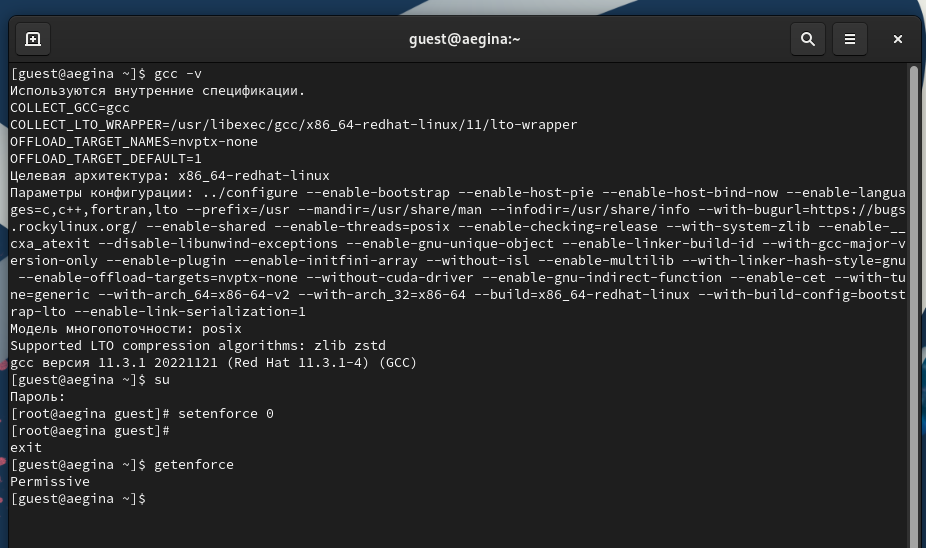 guest@aegina:~
[guest@aegina ~]$ gcc -v
Используются внутренние спецификации.
COLLECT_GCC=gcc
COLLECT_LTO_WRAPPER=/usr/libexec/gcc/x86_64-redhat-linux/11/lto-wrapper
OFFLOAD_TARGET_NAMES=nvptx-none
OFFLOAD_TARGET_DEFAULT=1
Целевая архитектура: x86_64-redhat-linux
Параметры конфигурации: ../configure --enable-bootstrap --enable-host-pie --enable-host-bind-now --enable-langua
ges=c,c++,fortran,lto --prefix=/usr --mandir=/usr/share/man --infodir=/usr/share/info --with-bugurl=https://bugs
.rockylinux.org/ --enable-shared --enable-threads=posix --enable-checking=release --with-system-zlib --enable-__
cxa_atexit --disable-libunwind-exceptions --enable-gnu-unique-object --enable-linker-build-id --with-gcc-major-v
ersion-only --enable-plugin --enable-initfini-array --without-isl --enable-multilib --with-linker-hash-style=gnu
 --enable-offload-targets=nvptx-none --without-cuda-driver --enable-gnu-indirect-function --enable-cet --with-tu
ne=generic --with-arch_64=x86-64-v2 --with-arch_32=x86-64 --build=x86_64-redhat-linux --with-build-config=bootst
rap-lto --enable-link-serialization=1
Модель многопоточности: posix
Supported LTO compression algorithms: zlib zstd
gcc версия 11.3.1 20221121 (Red Hat 11.3.1-4) (GCC)
[guest@aegina ~]$ su
Пароль:
[root@aegina guest]# setenforce 0
[root@aegina guest]#
exit
[guest@aegina ~]$ getenforce
Permissive
[guest@aegina ~]$